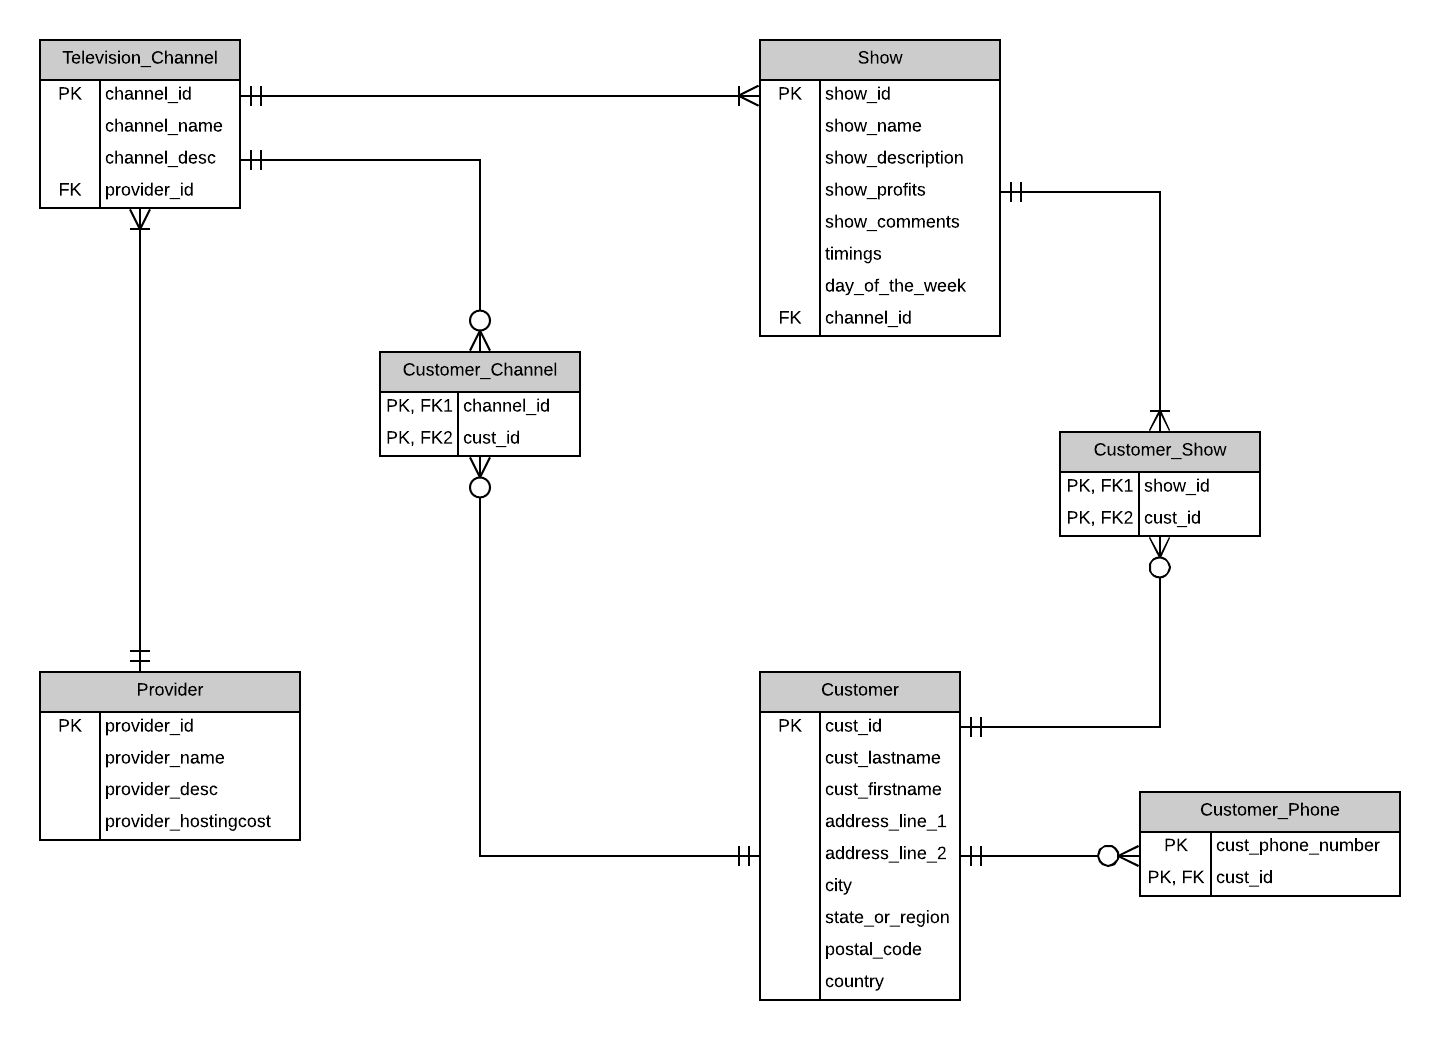 Television_Channel
PK channel_id
channel_name
channel_desc
FK provider_id
Show
PK show_id
show_name
show_description
show_profits
show_comments
timings
day_of_the_week
FK channel_id
Customer_Channel
PK, FK1 channel_id
PK, FK2 cust_id
Customer_Show
PK, FK1 show_id
PK, FK2 cust_id
Provider
PK provider_id
provider_name
provider_desc
provider_hostingcost
Customer
PK cust_id
cust_lastname
cust_firstname
address_line_1
address_line_2
city
state_or_region
postal_code
country
Customer_Phone
PK cust_phone_number
PK, FK cust_id